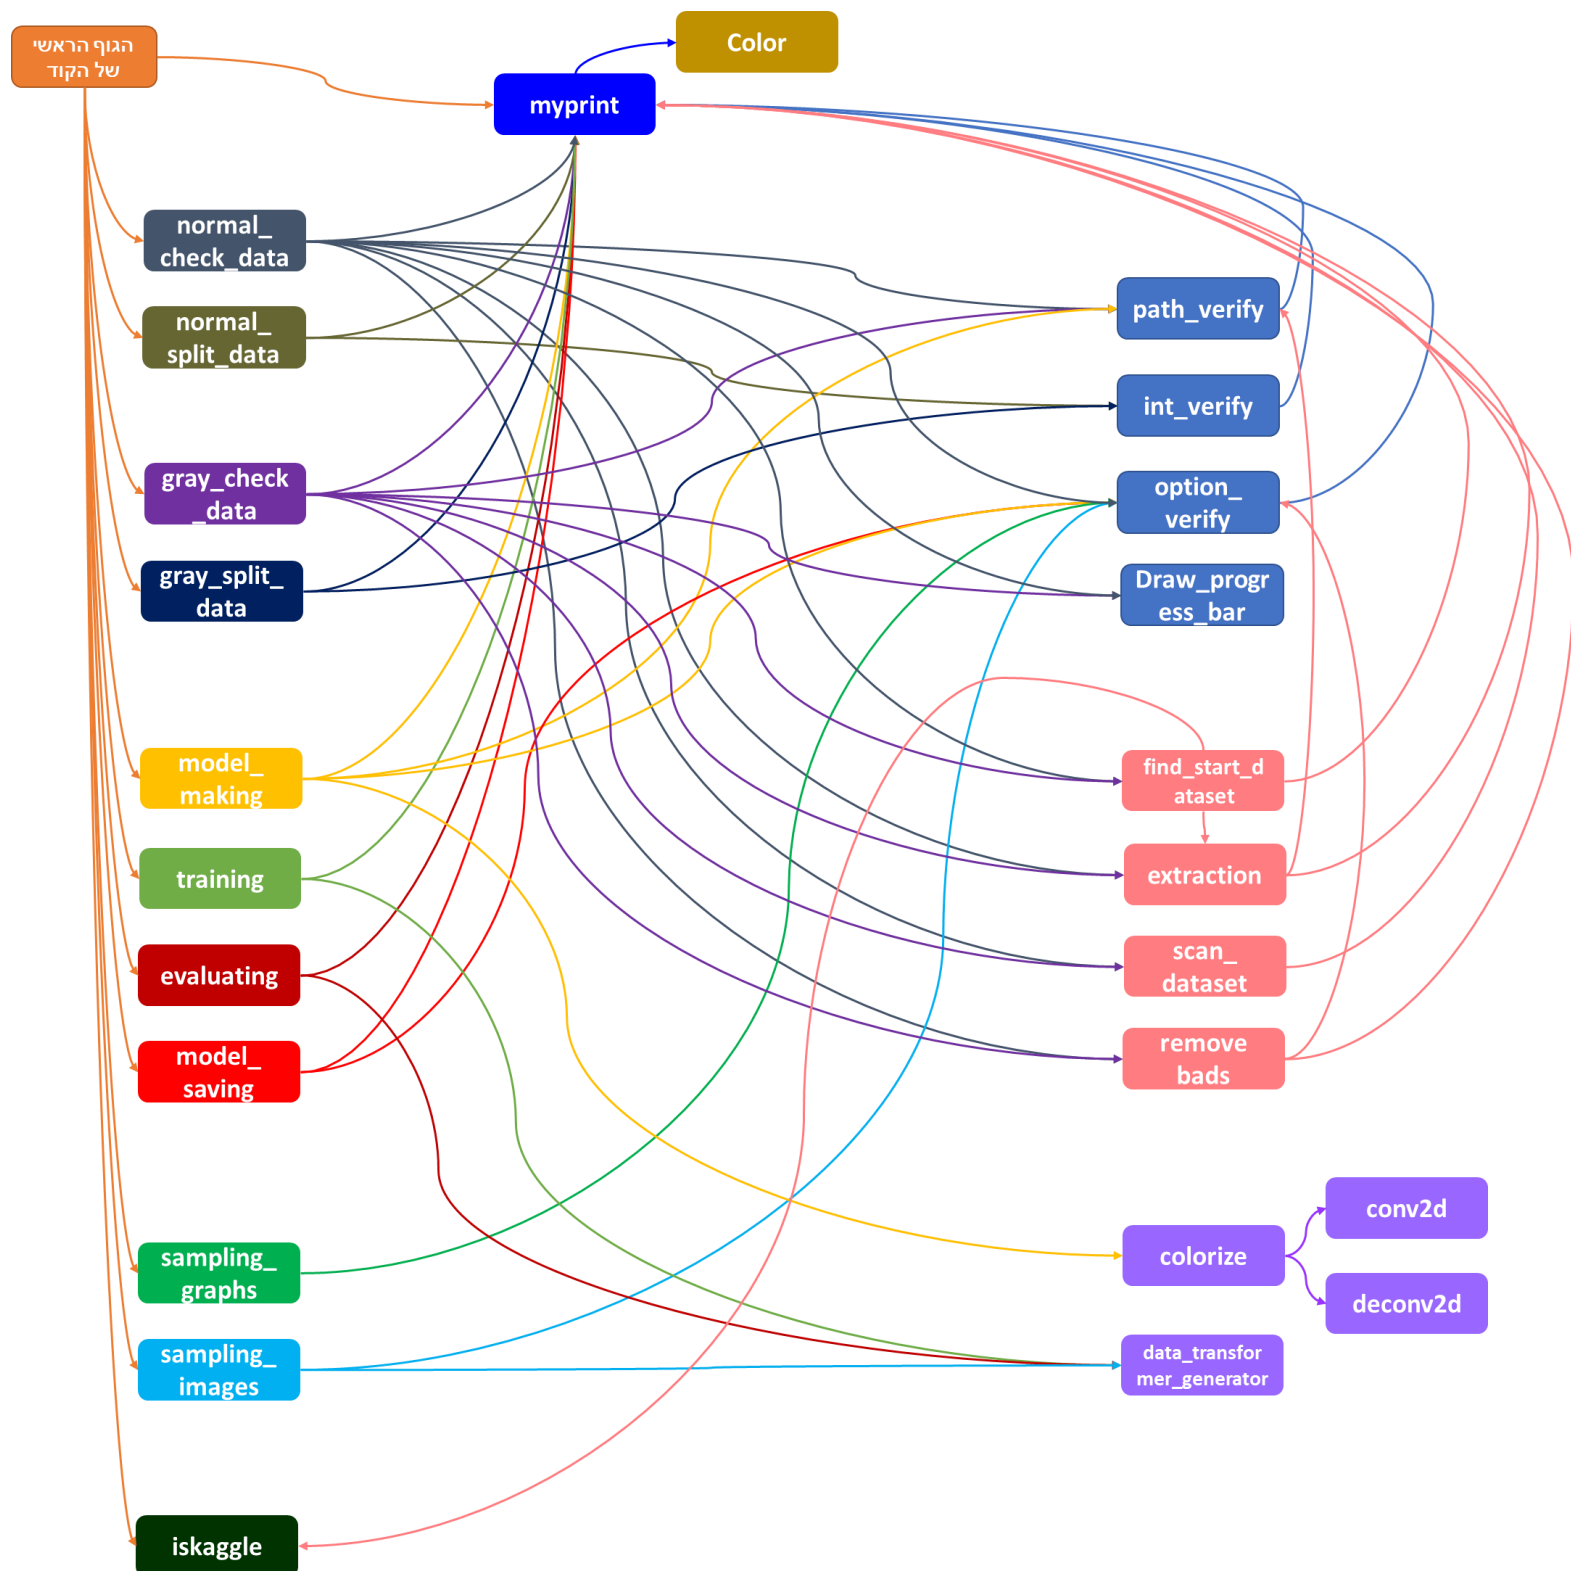 הגוף הראשי
של הקוד
Color
myprint
normal_
check_data
normal_
split_data
gray_check
_data
gray_split_
data
model_
making
training
evaluating
model_
saving
sampling_
graphs
sampling_
images
iskaggle
path_verify
int_verify
option_
verify
Draw_progr
ess_bar
find_start_d
ataset
extraction
scan_
dataset
remove
bads
colorize
conv2d
deconv2d
data_transfor
mer_generator